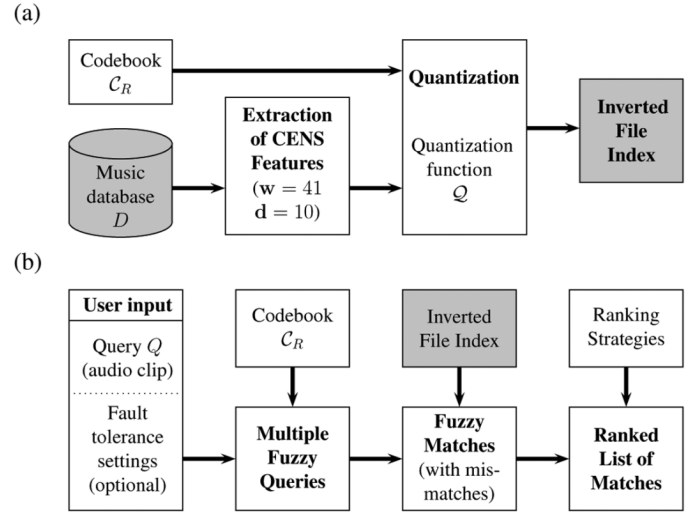 (a)
Codebook
𝒞_R
Music
database
D
Extraction
of CENS
Features
(w = 41
d = 10)
Quantization
Quantization
function
𝒬
Inverted
File
Index
(b)
User input
Query Q
(audio clip)
Fault
tolerance
settings
(optional)
Codebook
𝒞_R
Multiple
Fuzzy
Queries
Inverted
File Index
Fuzzy
Matches
(with mis-
matches)
Ranking
Strategies
Ranked
List of
Matches